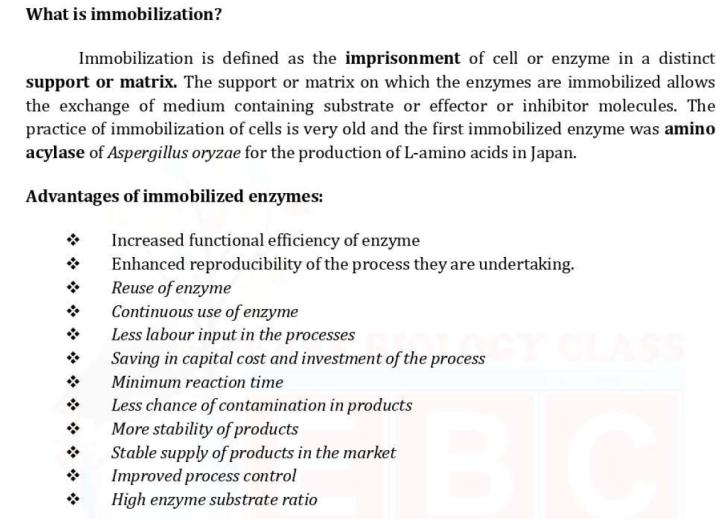 What is immobilization?
Immobilization is defined as the imprisonment of cell or enzyme in a distinct
support or matrix. The support or matrix on which the enzymes are immobilized allows
the exchange of medium containing substrate or effector or inhibitor molecules. The
practice of immobilization of cells is very old and the first immobilized enzyme was amino
acylase of Aspergillus oryzae for the production of L-amino acids in Japan.
Advantages of immobilized enzymes:
❖ Increased functional efficiency of enzyme
❖ Enhanced reproducibility of the process they are undertaking.
❖ Reuse of enzyme
❖ Continuous use of enzyme
❖ Less labour input in the processes
❖ Saving in capital cost and investment of the process
❖ Minimum reaction time
❖ Less chance of contamination in products
❖ More stability of products
❖ Stable supply of products in the market
❖ Improved process control
❖ High enzyme substrate ratio
BIOLOGY CLASS
EBC